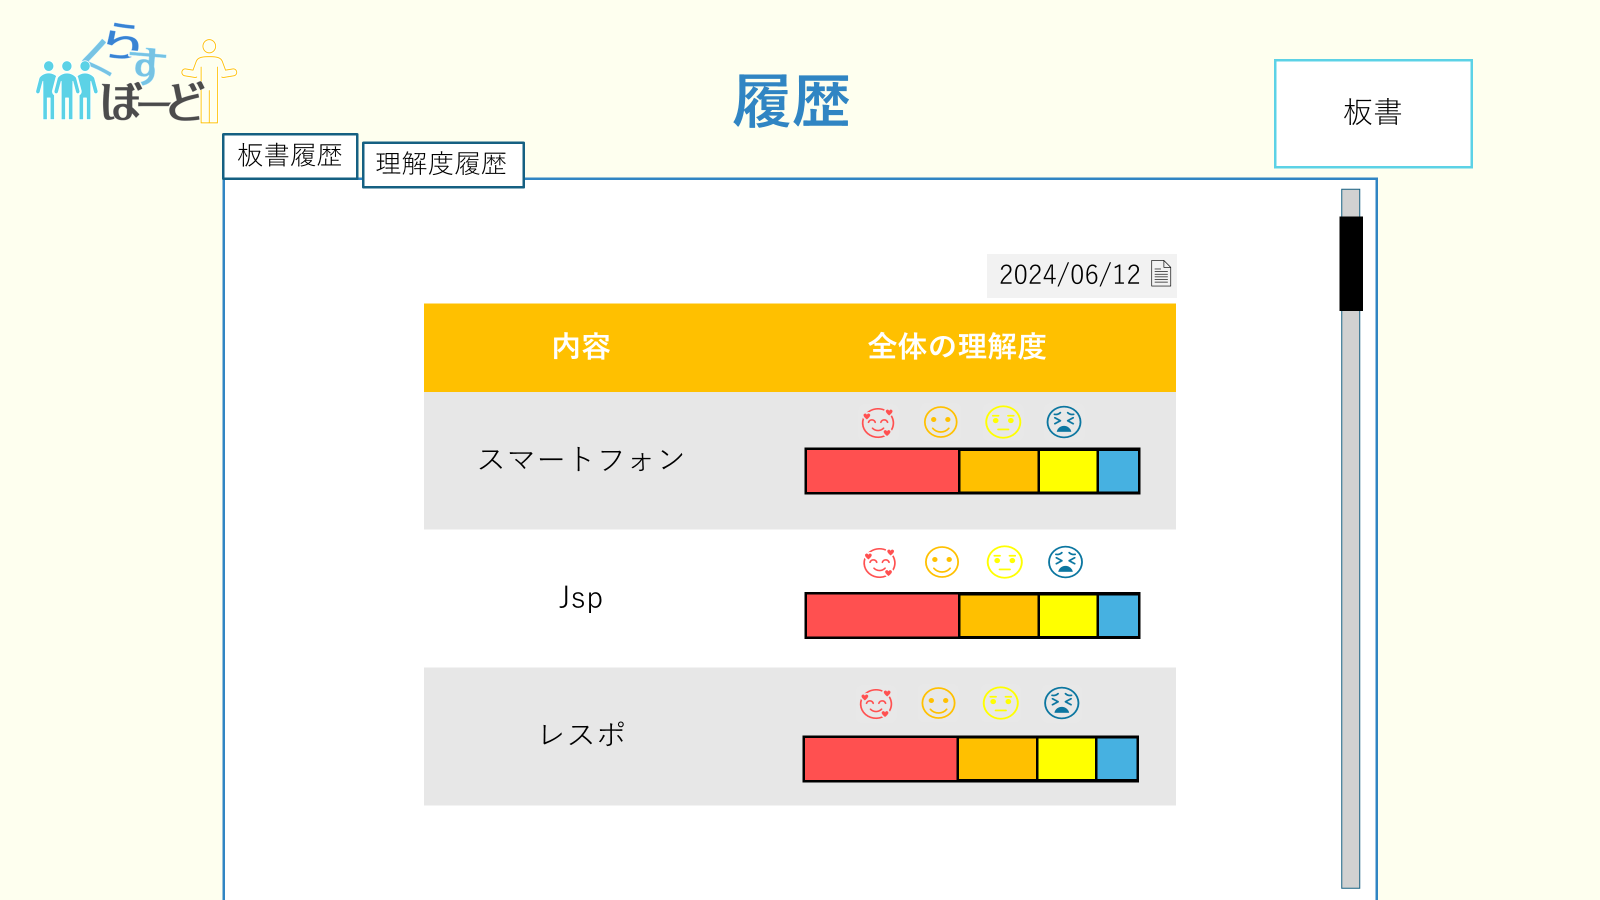 くらす
ぼーど
履歴
板書
板書履歴
理解度履歴
2024/06/12
内容
全体の理解度
スマートフォン
Jsp
レスポ